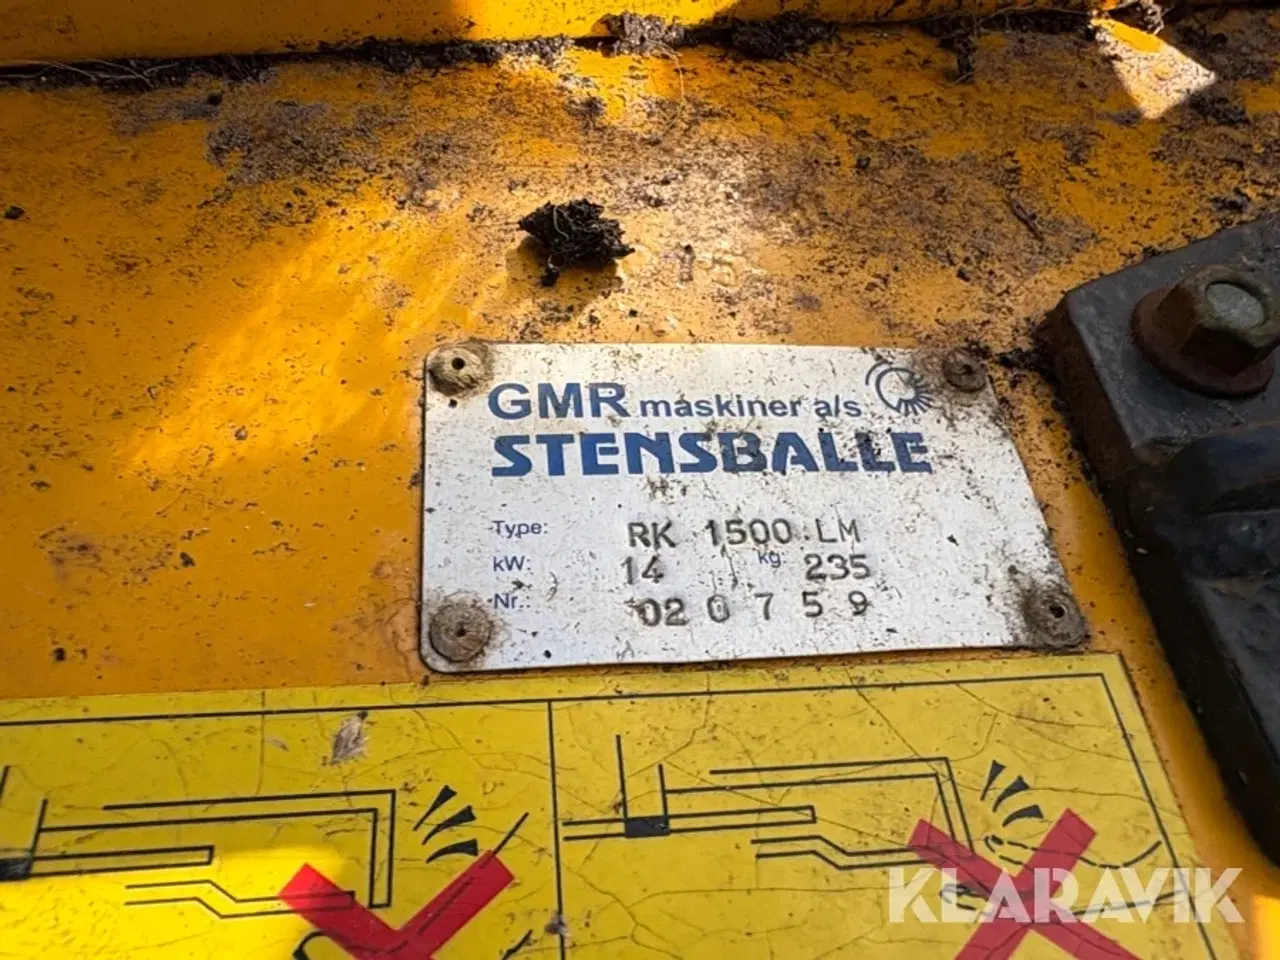 GMR maskiner a/s
STENSBALLE
Type: RK 1500 LM
kW: 14 kg 235
Nr.: 020759
KLARAVIK